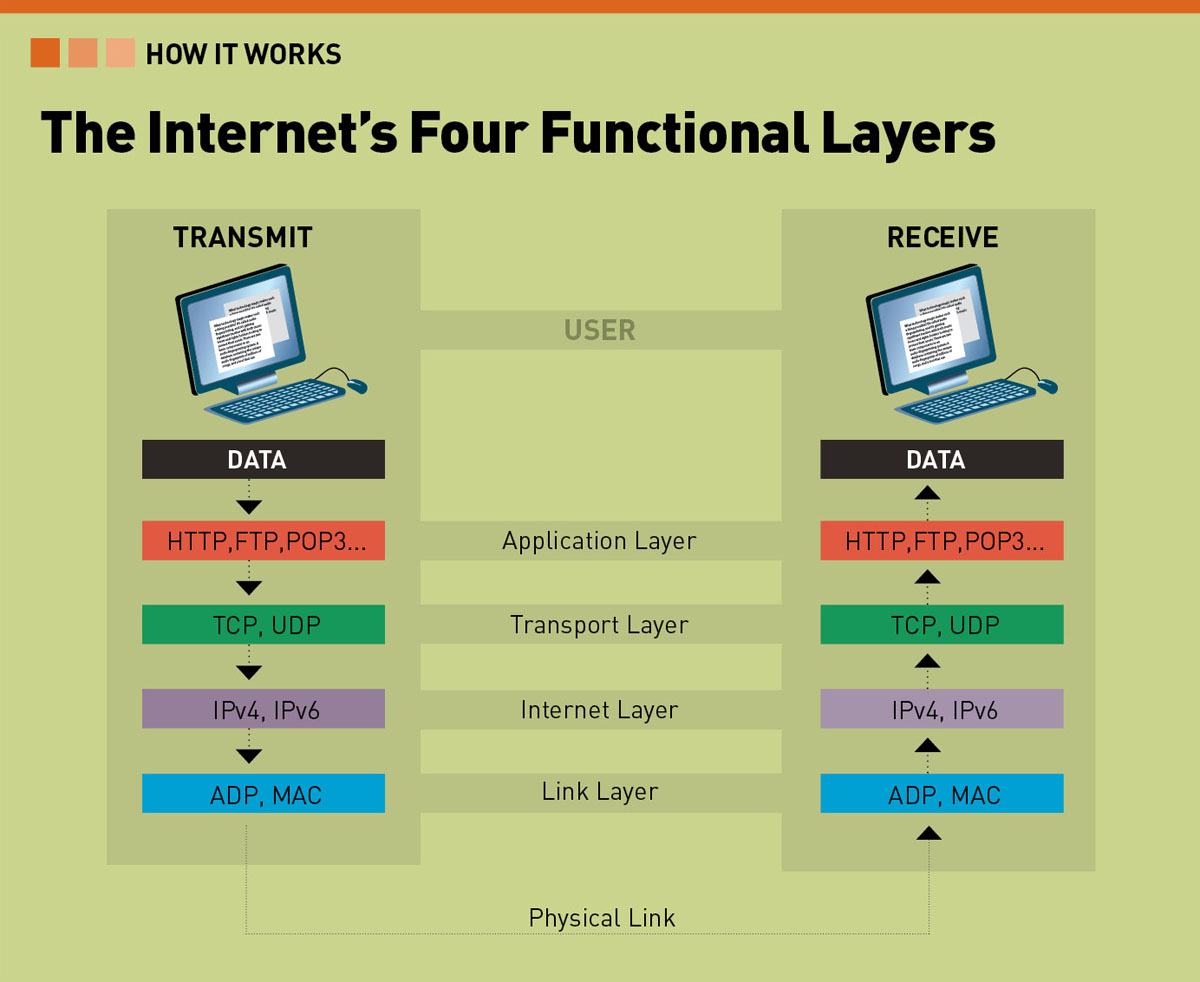 HOW IT WORKS
The Internet's Four Functional Layers
TRANSMIT
RECEIVE
USER
DATA
DATA
HTTP,FTP,POP3...
Application Layer
HTTP,FTP,POP3...
TCP, UDP
Transport Layer
TCP, UDP
IPv4, IPv6
Internet Layer
IPv4, IPv6
ADP, MAC
Link Layer
ADP, MAC
Physical Link